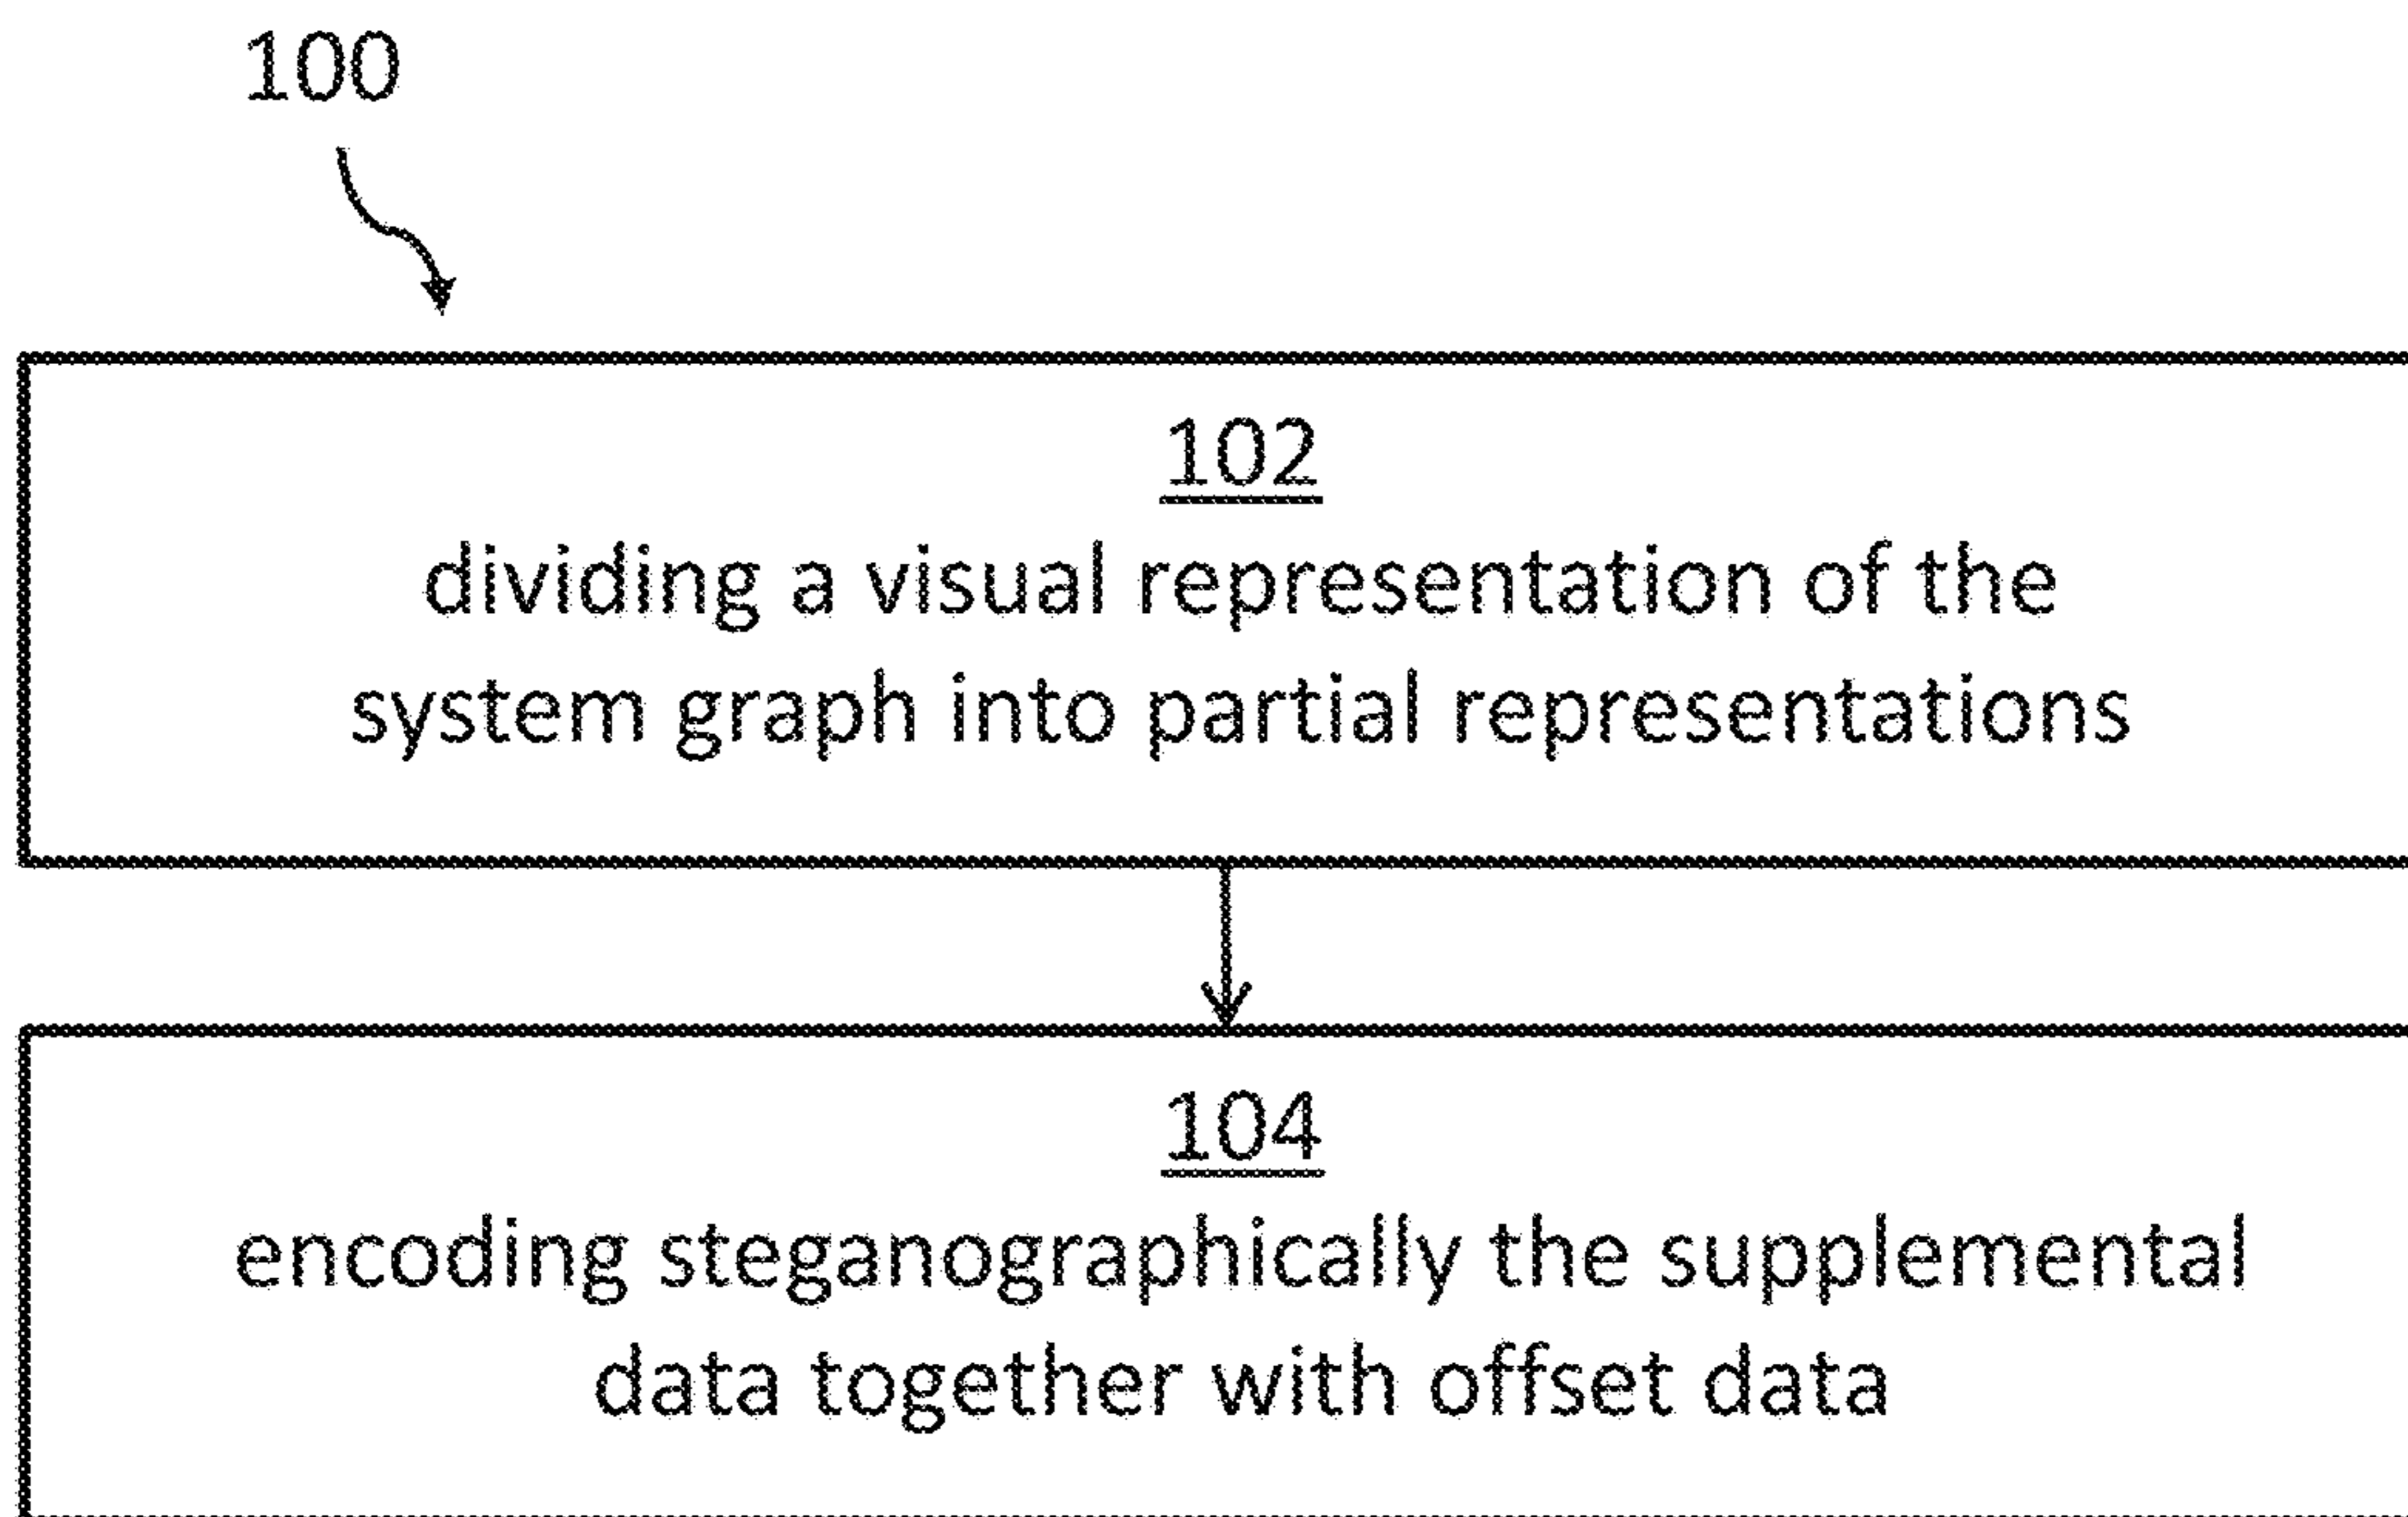 100
102
dividing a visual representation of the
system graph into partial representations
104
encoding steganographically the supplemental
data together with offset data